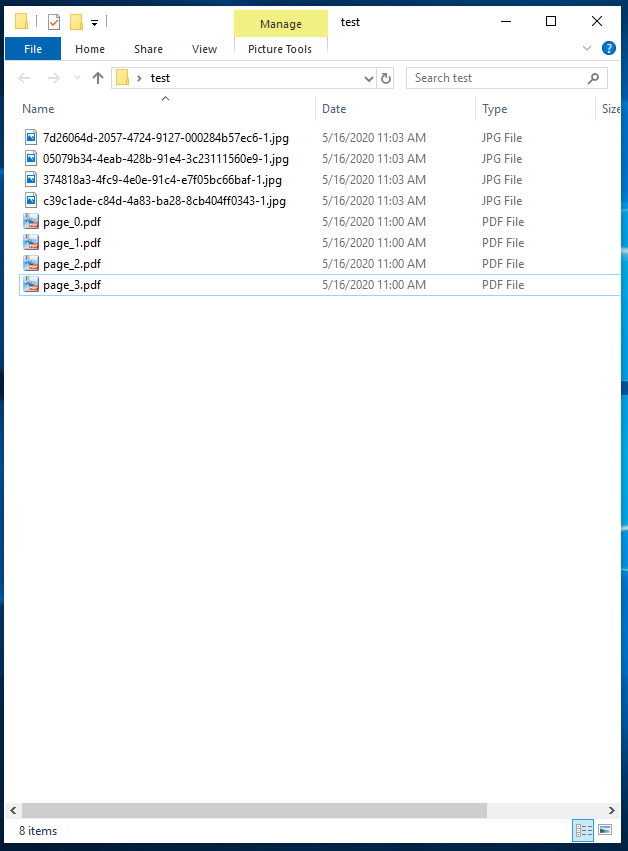 Manage test
File Home Share View Picture Tools
test Search test
Name Date Type Size
7d26064d-2057-4724-9127-000284b57ec6-1.jpg 5/16/2020 11:03 AM JPG File
05079b34-4eab-428b-91e4-3c23111560e9-1.jpg 5/16/2020 11:03 AM JPG File
374818a3-4fc9-4e0e-91c4-e7f05bc66baf-1.jpg 5/16/2020 11:03 AM JPG File
c39c1ade-c84d-4a83-ba28-8cb404ff0343-1.jpg 5/16/2020 11:03 AM JPG File
page_0.pdf 5/16/2020 11:00 AM PDF File
page_1.pdf 5/16/2020 11:00 AM PDF File
page_2.pdf 5/16/2020 11:00 AM PDF File
page_3.pdf 5/16/2020 11:00 AM PDF File
8 items